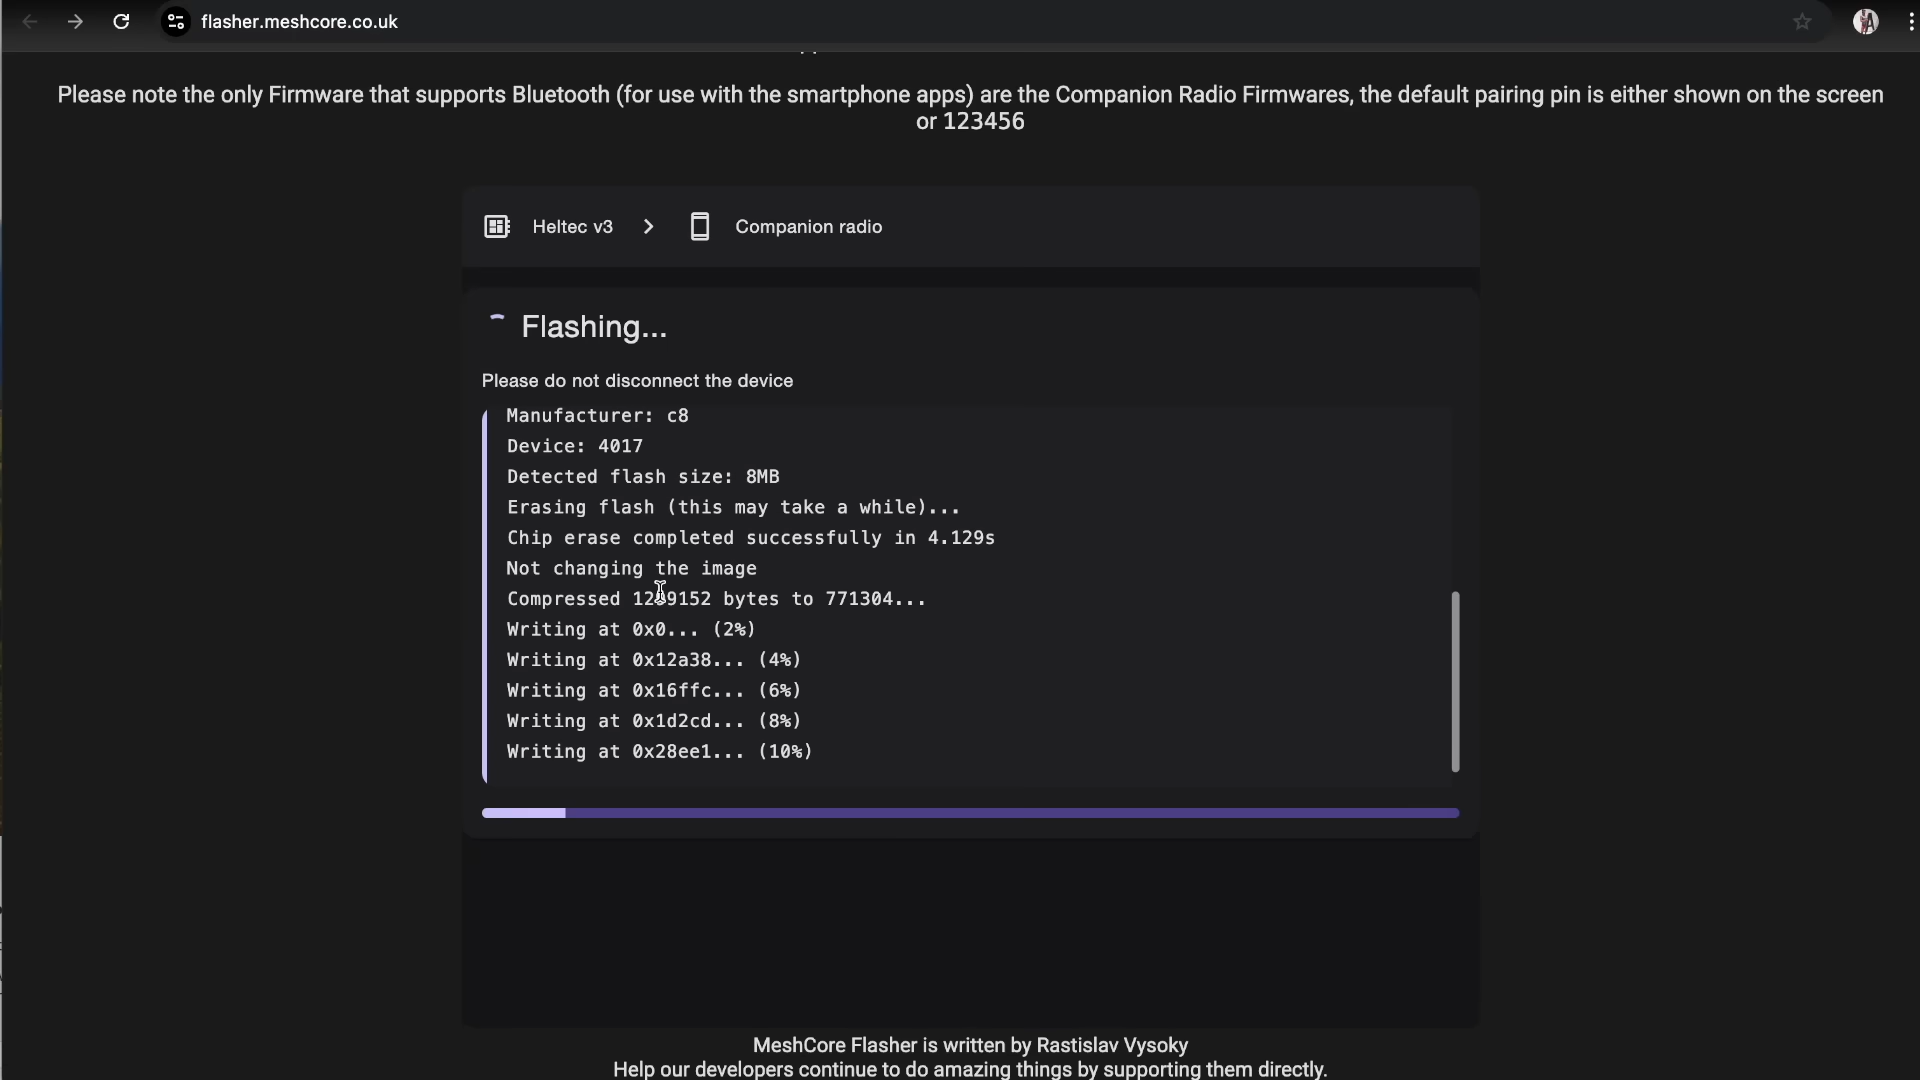 flasher.meshcore.co.uk
Please note the only Firmware that supports Bluetooth (for use with the smartphone apps) are the Companion Radio Firmwares, the default pairing pin is either shown on the screen
or 123456
Heltec v3
Companion radio
Flashing...
Please do not disconnect the device
Manufacturer: c8
Device: 4017
Detected flash size: 8MB
Erasing flash (this may take a while)...
Chip erase completed successfully in 4.129s
Not changing the image
Compressed bytes to 771304...
Writing at 0x0... (2%)
Writing at 0x12a38... (4%)
Writing at 0x16ffc... (6%)
Writing at 0x1d2cd... (8%)
Writing at 0x28ee1... (10%)
MeshCore Flasher is written by Rastislav Vysoky
Help our developers continue to do amazing things by supporting them directly.